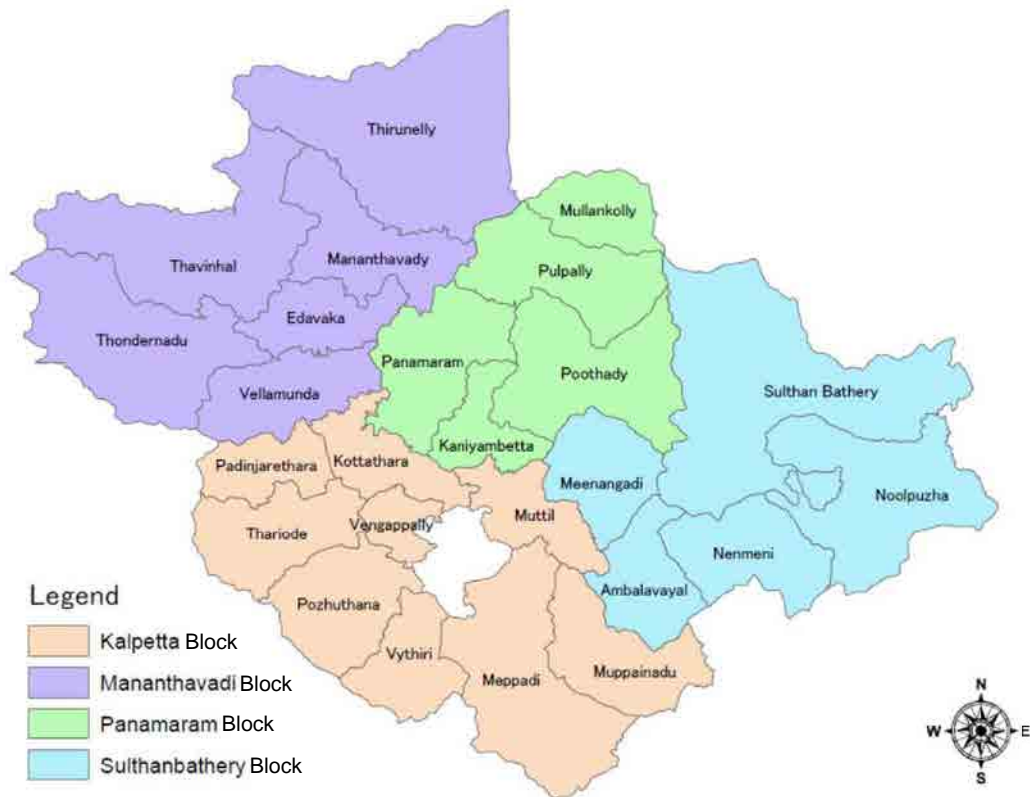 Thirunelly
Mullankolly
Thavinhal
Mananthavady
Pulpally
Edavaka
Thondernadu
Panamaram
Poothady
Vellamunda
Sulthan Bathery
Kaniyambetta
Padinjarethara
Kottathara
Meenangadi
Noolpuzha
Muttil
Vengappally
Thariode
Nenmeni
Ambalavayal
Pozhuthana
Vythiri
Muppainadu
Meppadi
Legend
Kalpetta Block
Mananthavadi Block
Panamaram Block
Sulthanbathery Block
N
W
E
S